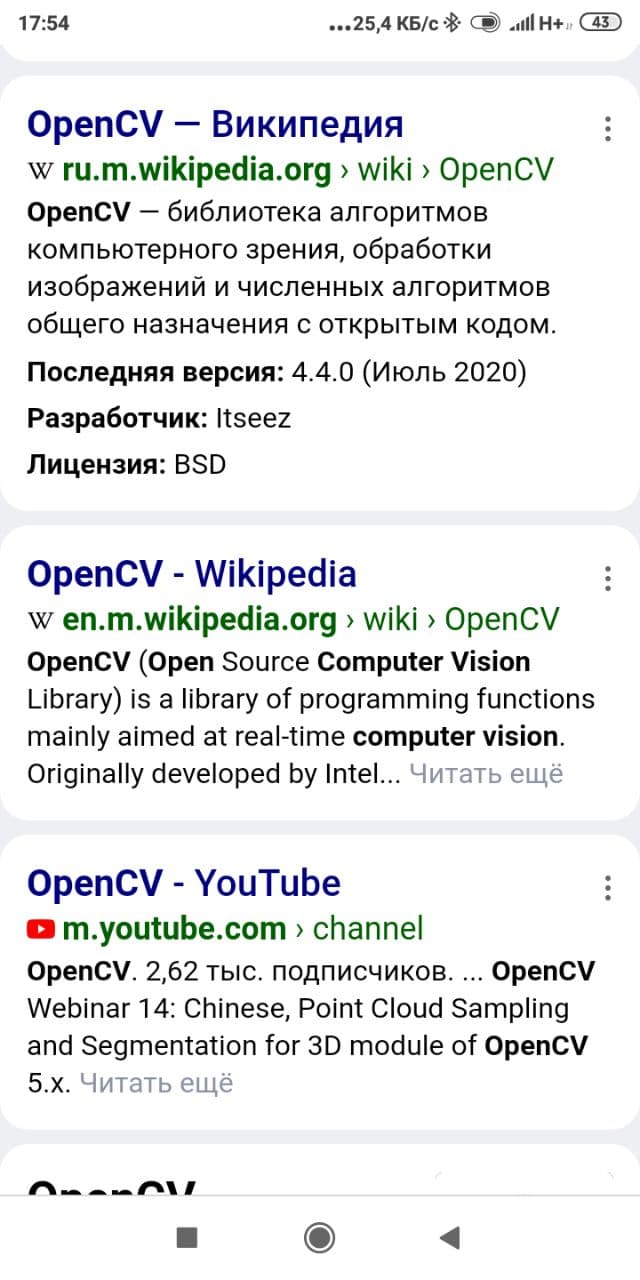 17:54
...25,4 КБ/с H+ 43
OpenCV — Википедия
W ru.m.wikipedia.org › wiki › OpenCV
OpenCV — библиотека алгоритмов
компьютерного зрения, обработки
изображений и численных алгоритмов
общего назначения с открытым кодом.
Последняя версия: 4.4.0 (Июль 2020)
Разработчик: Itseez
Лицензия: BSD
OpenCV - Wikipedia
W en.m.wikipedia.org › wiki › OpenCV
OpenCV (Open Source Computer Vision
Library) is a library of programming functions
mainly aimed at real-time computer vision.
Originally developed by Intel... Читать ещё
OpenCV - YouTube
m.youtube.com › channel
OpenCV. 2,62 тыс. подписчиков. ... OpenCV
Webinar 14: Chinese, Point Cloud Sampling
and Segmentation for 3D module of OpenCV
5.x. Читать ещё
OpenCV